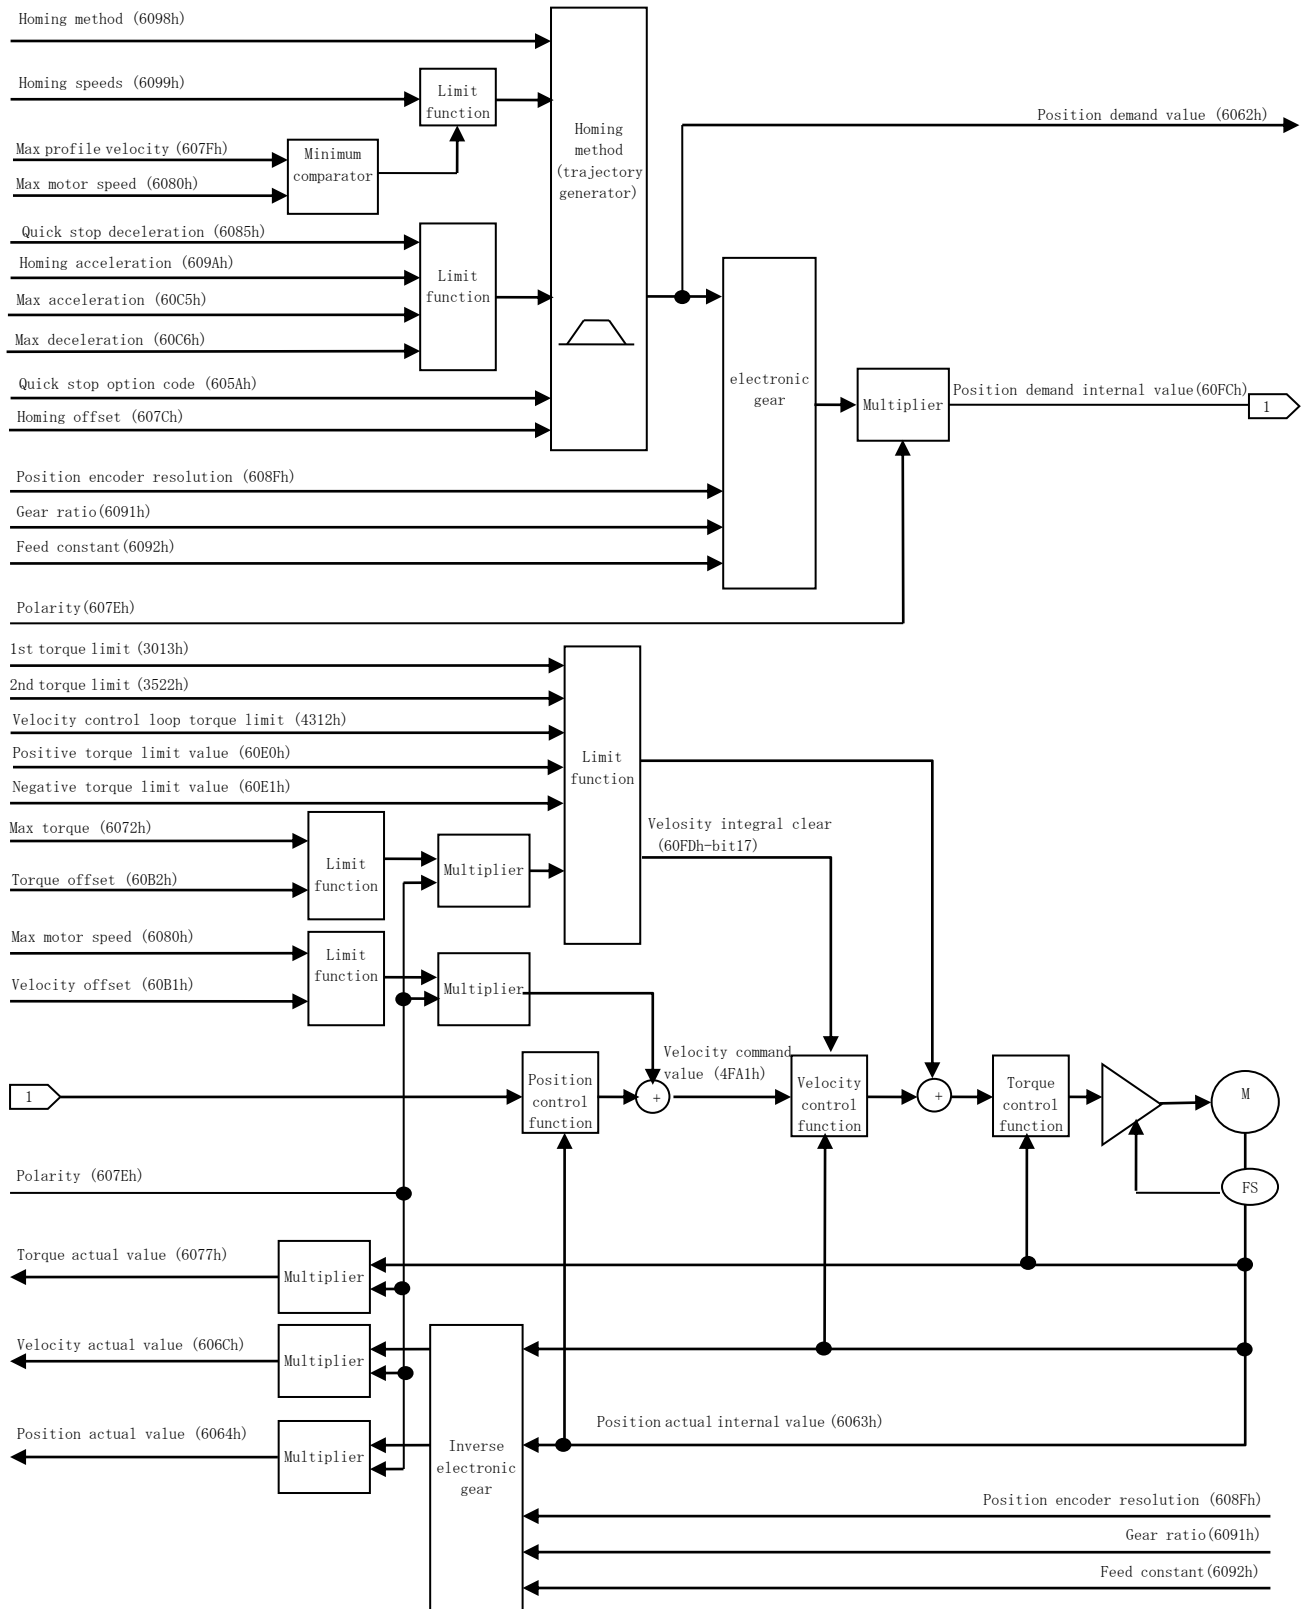 Homing method (6098h)
Homing speeds (6099h)
Limit
function
Max profile velocity (607Fh)
Max motor speed (6080h)
Minimum
comparator
Homing
method
(trajectory
generator)
Position demand value (6062h)
Quick stop deceleration (6085h)
Homing acceleration (609Ah)
Max acceleration (60C5h)
Max deceleration (60C6h)
Limit
function
Quick stop option code (605Ah)
Homing offset (607Ch)
electronic
gear
Multiplier
Position demand internal value(60FCh)
1
Position encoder resolution (608Fh)
Gear ratio(6091h)
Feed constant(6092h)
Polarity(607Eh)
1st torque limit (3013h)
2nd torque limit (3522h)
Velocity control loop torque limit (4312h)
Positive torque limit value (60E0h)
Negative torque limit value (60E1h)
Limit
function
Max torque (6072h)
Torque offset (60B2h)
Limit
function
Multiplier
Velosity integral clear
(60FDh-bit17)
Max motor speed (6080h)
Velocity offset (60B1h)
Limit
function
Multiplier
1
Position
control
function
+
Velocity command
value (4FA1h)
Velocity
control
function
+
Torque
control
function
M
FS
Polarity (607Eh)
Torque actual value (6077h)
Multiplier
Velocity actual value (606Ch)
Multiplier
Position actual value (6064h)
Multiplier
Inverse
electronic
gear
Position actual internal value (6063h)
Position encoder resolution (608Fh)
Gear ratio(6091h)
Feed constant(6092h)